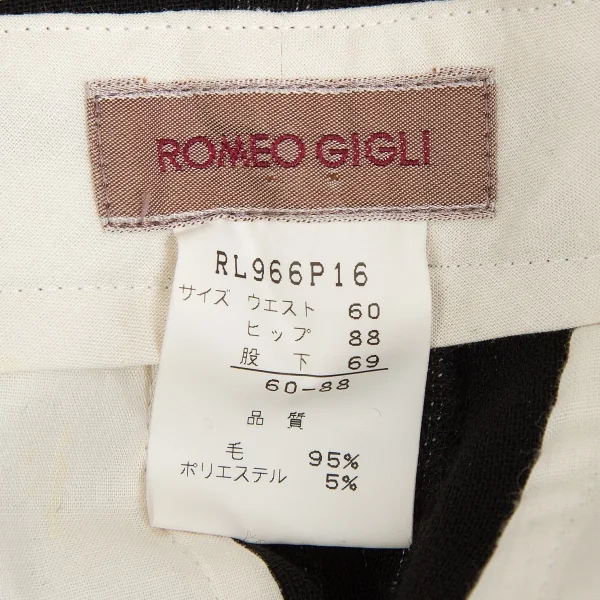 ROMEO GIGLI
RL966P16
サイズ ウエスト 60
ヒップ 88
股下 69
60-88
品質
毛 95%
ポリエステル 5%